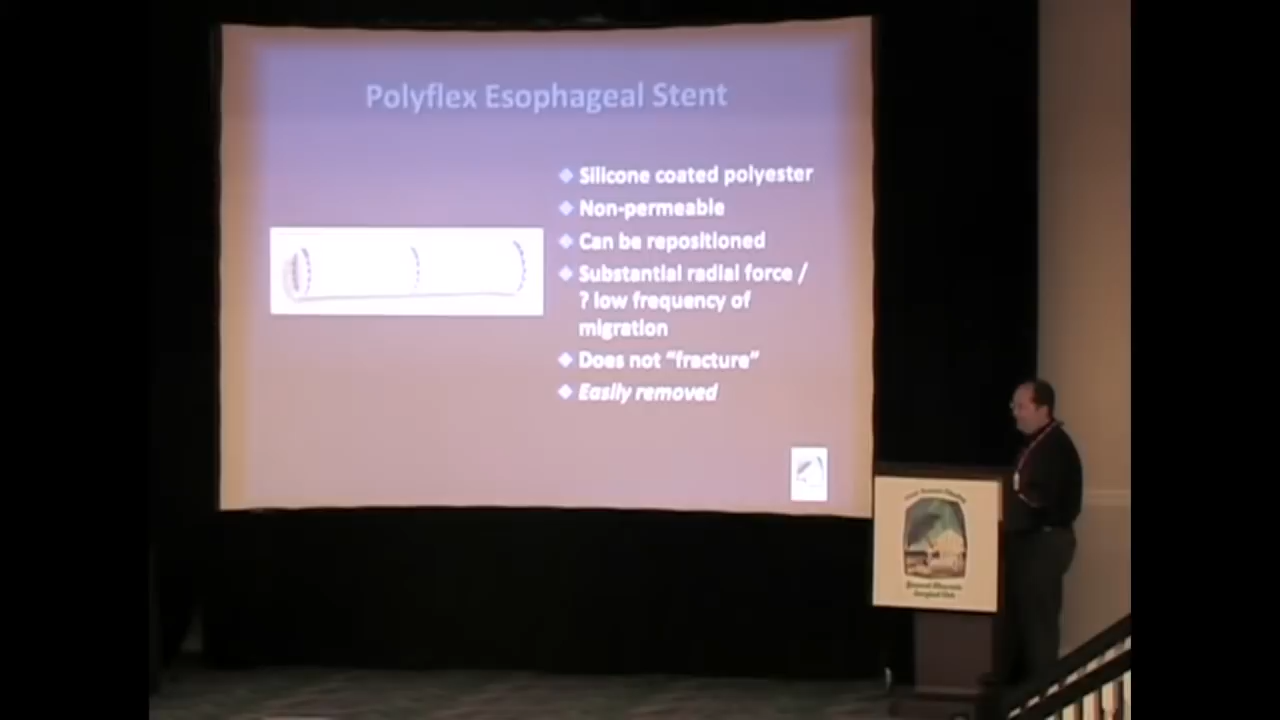 Polyflex Esophageal Stent
❖ Silicone coated polyester
❖ Non-permeable
❖ Can be repositioned
❖ Substantial radial force /
? low frequency of
migration
❖ Does not “fracture”
❖ Easily removed